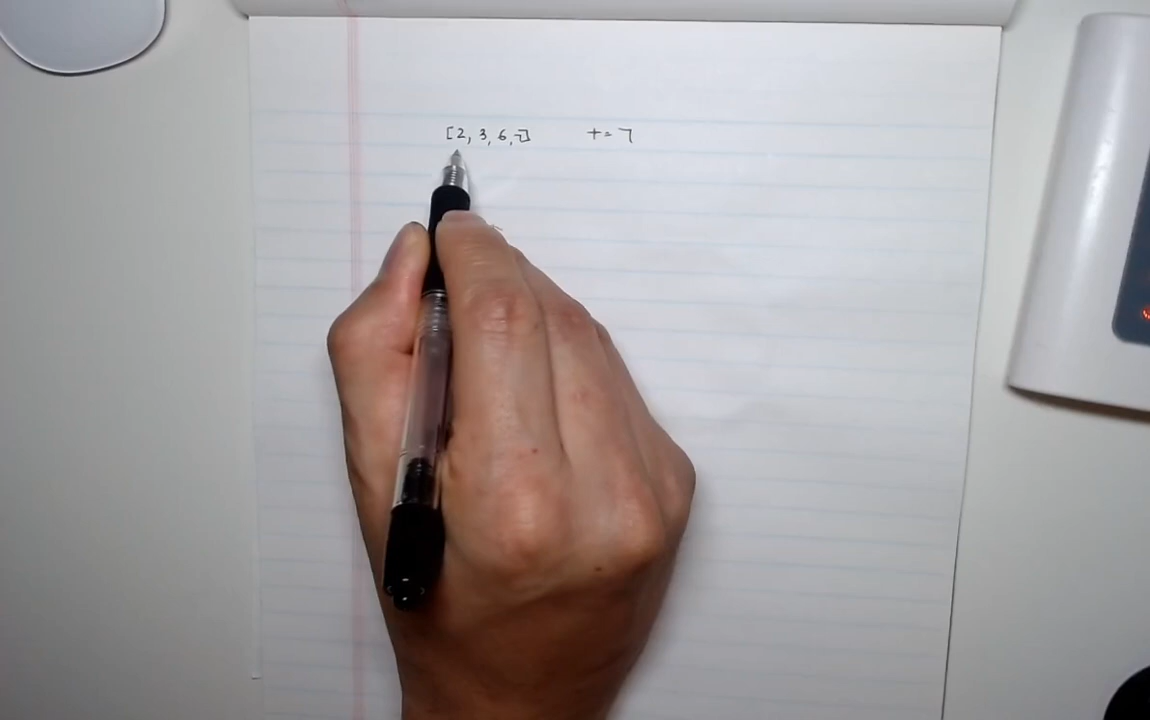 [2, 3, 6, 7] t = 7